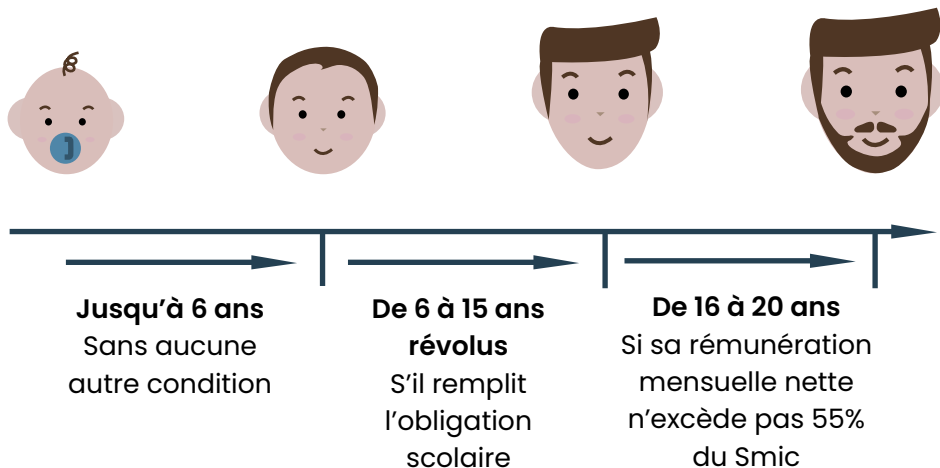 Jusqu’à 6 ans
Sans aucune
autre condition
De 6 à 15 ans
révolus
S’il remplit
l’obligation
scolaire
De 16 à 20 ans
Si sa rémunération
mensuelle nette
n’excède pas 55%
du Smic